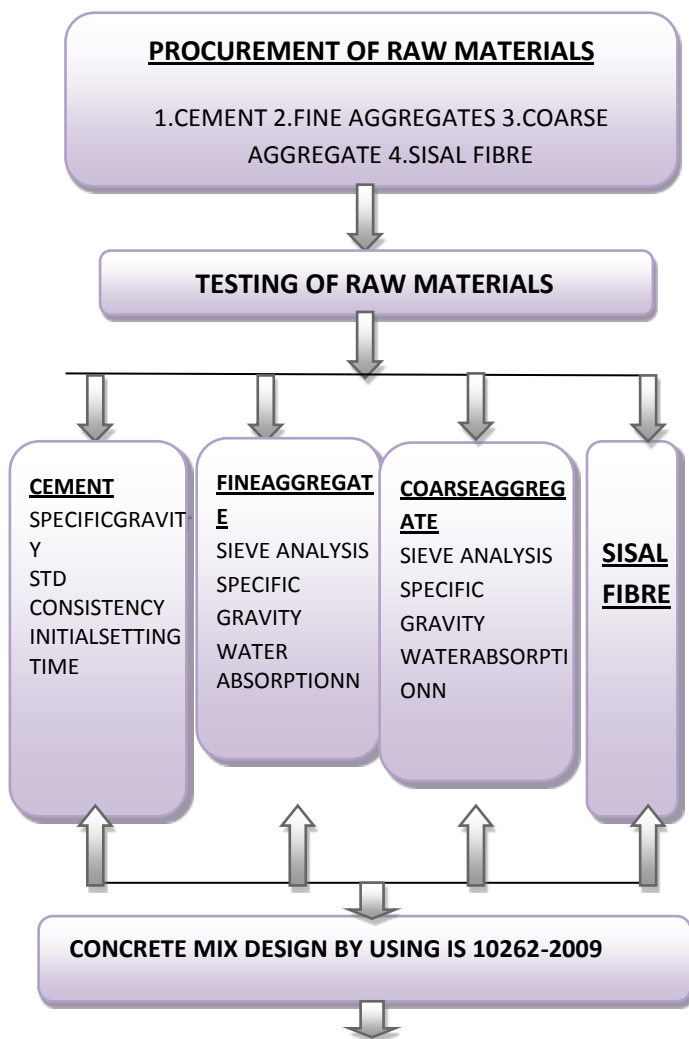 PROCUREMENT OF RAW MATERIALS
1.CEMENT 2.FINE AGGREGATES 3.COARSE
AGGREGATE 4.SISAL FIBRE
TESTING OF RAW MATERIALS
CEMENT
SPECIFICGRAVIT
Y
STD
CONSISTENCY
INITIALSETTING
TIME
FINEAGGREGAT
E
SIEVE ANALYSIS
SPECIFIC
GRAVITY
WATER
ABSORPTIONN
COARSEAGGREG
ATE
SIEVE ANALYSIS
SPECIFIC
GRAVITY
WATERABSORPTI
ONN
SISAL
FIBRE
CONCRETE MIX DESIGN BY USING IS 10262-2009